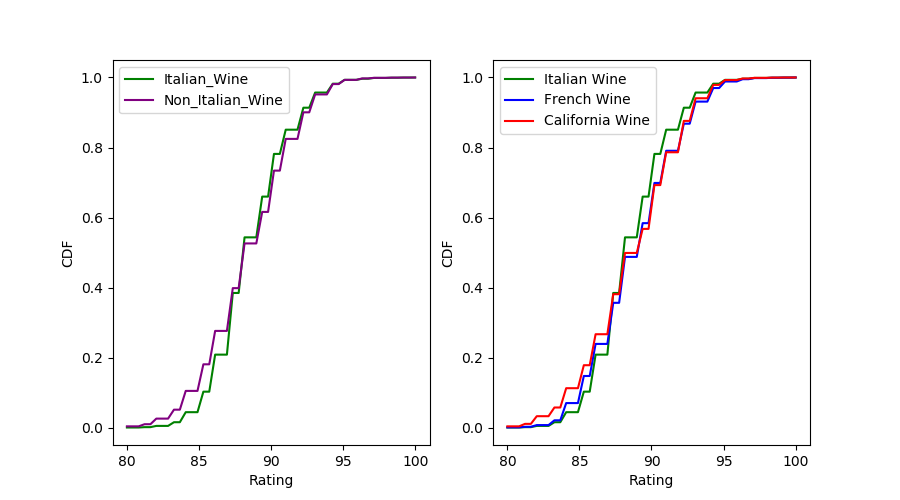 Italian_Wine
Non_Italian_Wine
1.0
0.8
0.6
0.4
0.2
0.0
CDF
80 85 90 95 100
Rating
Italian Wine
French Wine
California Wine
1.0
0.8
0.6
0.4
0.2
0.0
CDF
80 85 90 95 100
Rating